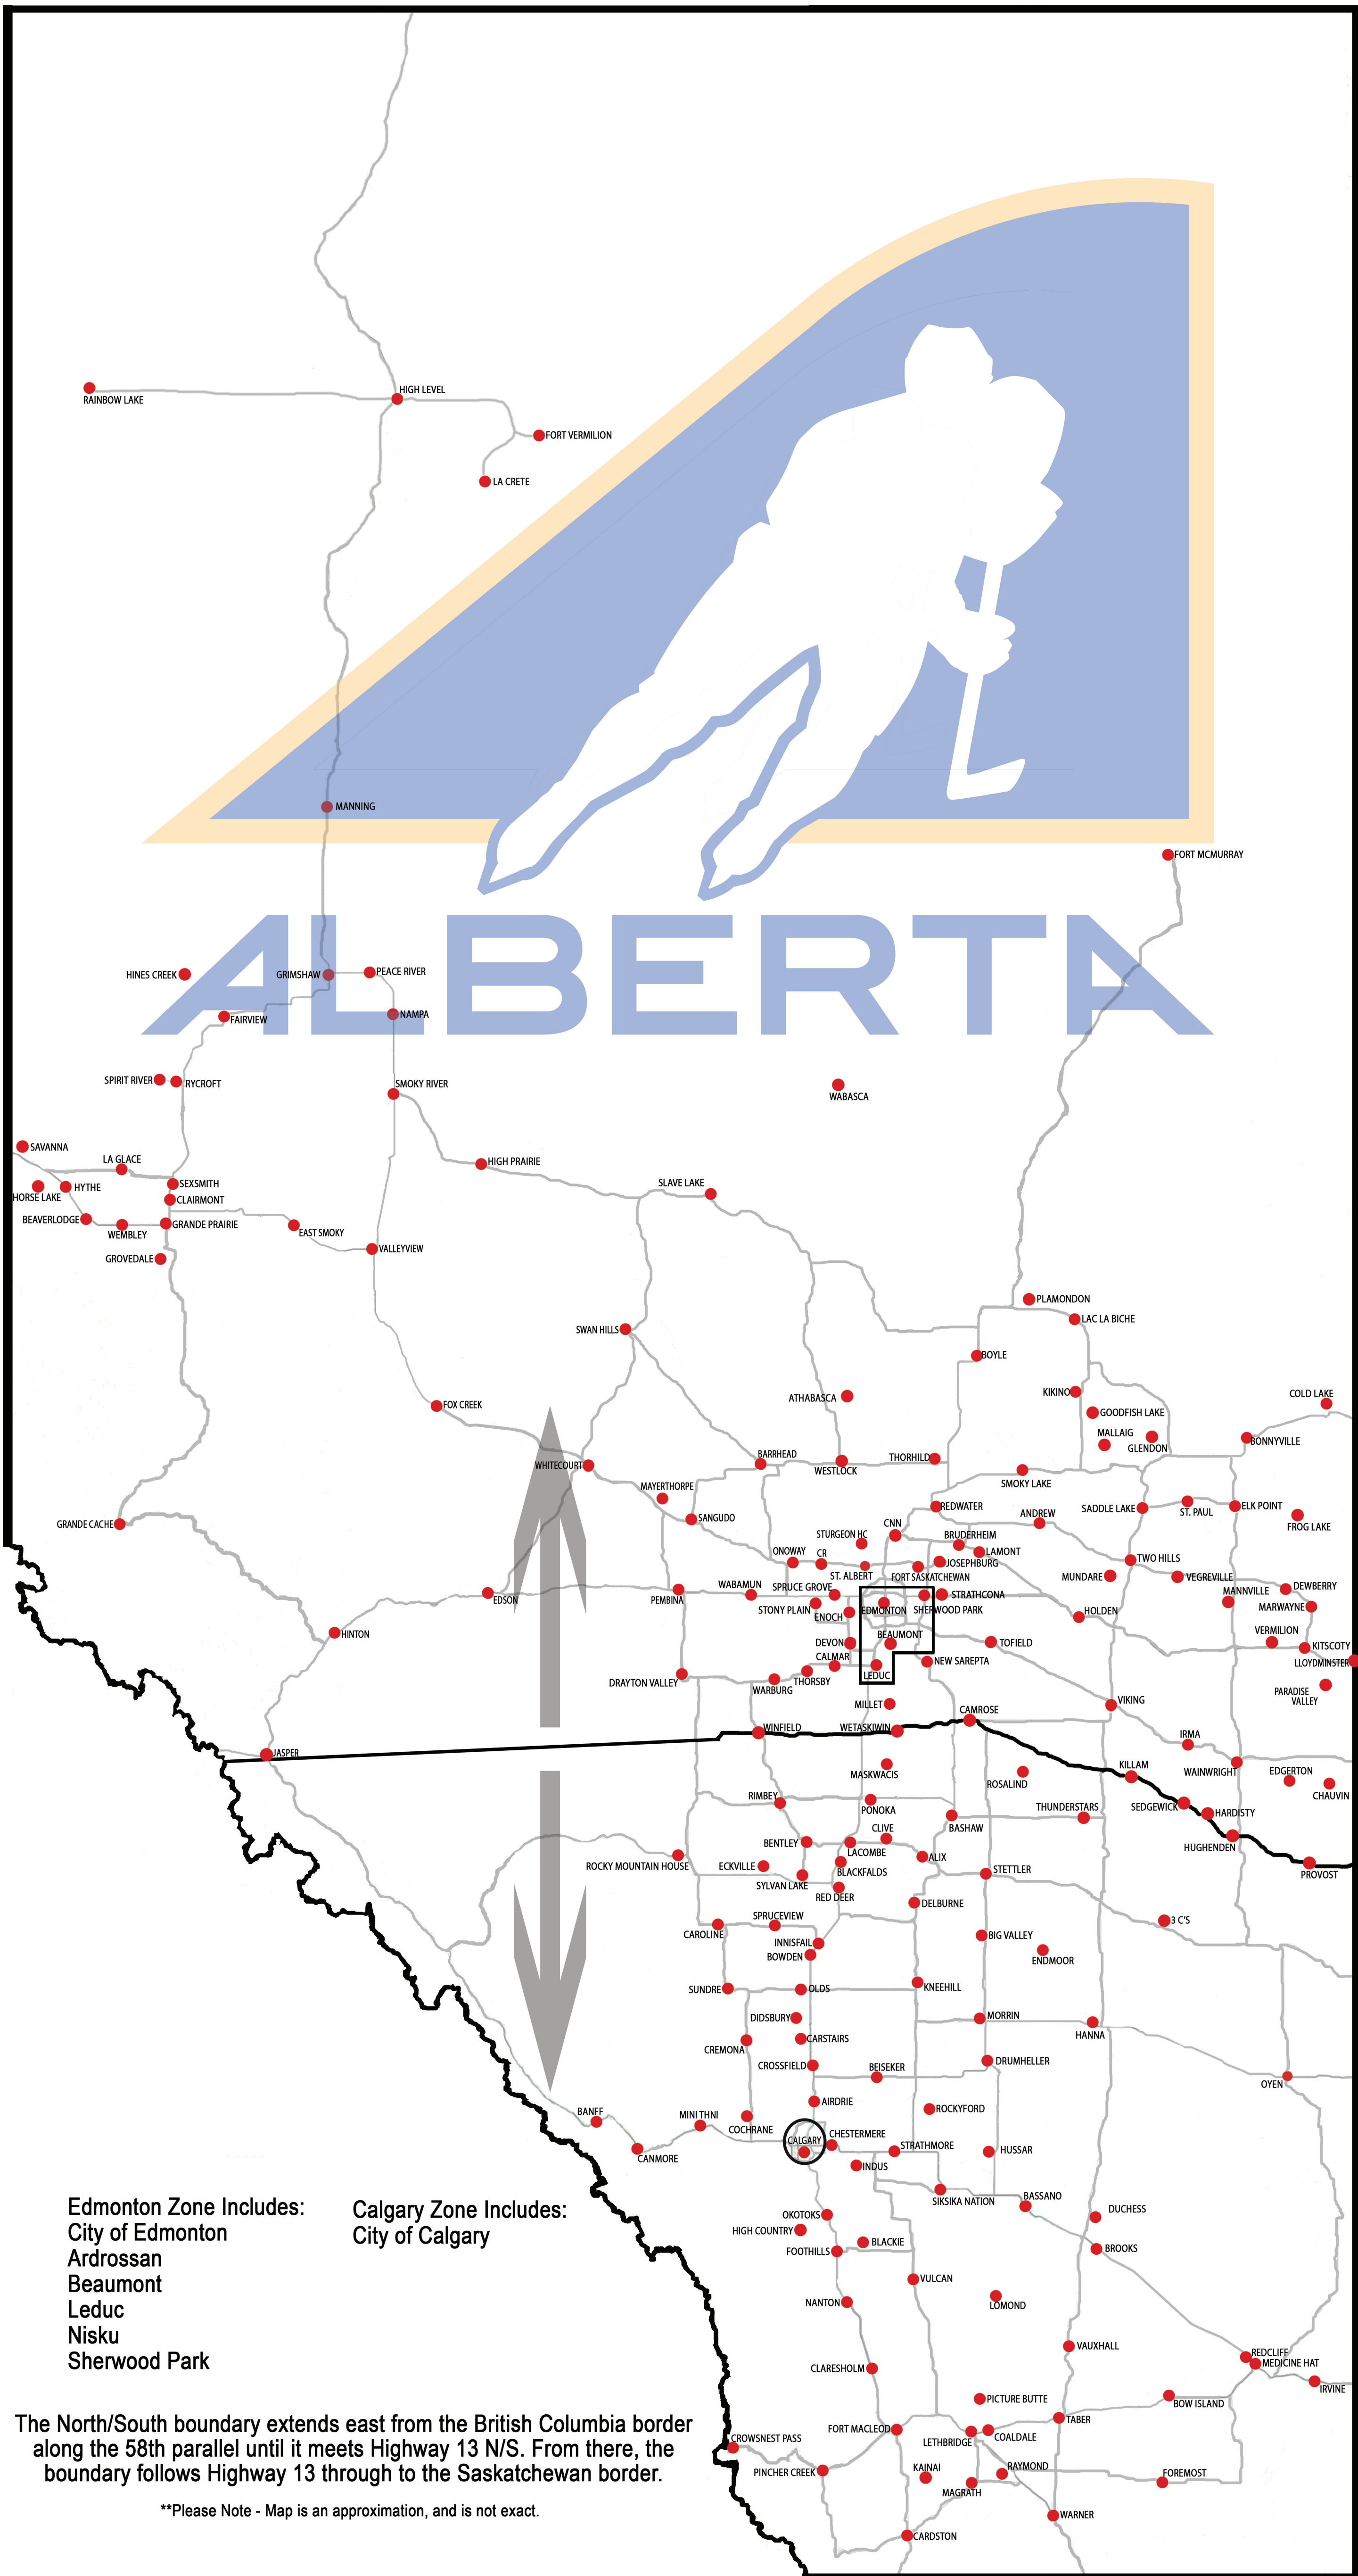 HIGH LEVEL
RAINBOW LAKE
FORT VERMILION
LA CRETE
MANNING
FORT MCMURRAY
ALBERTA
HINES CREEK
GRIMSHAW
PEACE RIVER
FAIRVIEW
NAMPA
SPIRIT RIVER
RYCROFT
SMOKY RIVER
WABASCA
SAVANNA
LA GLACE
HIGH PRAIRIE
SLAVE LAKE
HORSE LAKE
HYTHE
SEXSMITH
CLAIRMONT
BEAVERLODGE
WEMBLEY
GRANDE PRAIRIE
EAST SMOKY
GROVEDALE
VALLEYVIEW
PLAMONDON
LAC LA BICHE
SWAN HILLS
BOYLE
ATHABASCA
KIKINO
COLD LAKE
FOX CREEK
GOODFISH LAKE
MALLAIG
GLENDON
BONNYVILLE
WHITECOURT
BARRHEAD
WESTLOCK
THORHILD
SMOKY LAKE
MAYERTHORPE
SANGUDO
REDWATER
ANDREW
SADDLE LAKE
ST. PAUL
ELK POINT
FROG LAKE
GRANDE CACHE
CNN
STURGEON HC
BRUDERHEIM
LAMONT
ONOWAY
CR
JOSEPHBURG
TWO HILLS
ST. ALBERT
FORT SASKATCHEWAN
MUNDARE
VEGREVILLE
EDSON
PEMBINA
WABAMUN
SPRUCE GROVE
STRATHCONA
MANNVILLE
DEWBERRY
STONY PLAIN
ENOCH
EDMONTON
SHERWOOD PARK
HOLDEN
MARWAYNE
HINTON
DEVON
BEAUMONT
TOFIELD
VERMILION
KITSCOTY
CALMAR
LEDUC
NEW SAREPTA
LLOYDMINSTER
DRAYTON VALLEY
WARBURG
THORSBY
PARADISE
VALLEY
MILLET
VIKING
WINFIELD
WETASKIWIN
CAMROSE
IRMA
JASPER
MASKWACIS
ROSALIND
KILLAM
WAINWRIGHT
EDGERTON
CHAUVIN
RIMBEY
PONOKA
BASHAW
THUNDERSTARS
SEDGEWICK
HARDISTY
HUGHENDEN
BENTLEY
CLIVE
LACOMBE
ROCKY MOUNTAIN HOUSE
ECKVILLE
BLACKFALDS
ALIX
STETTLER
PROVOST
SYLVAN LAKE
RED DEER
DELBURNE
CAROLINE
SPRUCEVIEW
3 C'S
INNISFAIL
BOWDEN
BIG VALLEY
ENDMOOR
SUNDRE
OLDS
KNEEHILL
DIDSBURY
MORRIN
HANNA
CREMONA
CARSTAIRS
CROSSFIELD
BEISEKER
DRUMHELLER
OYEN
AIRDRIE
ROCKYFORD
BANFF
MINI THNI
COCHRANE
CALGARY
CHESTERMERE
STRATHMORE
HUSSAR
CANMORE
INDUS
SIKSIKA NATION
BASSANO
DUCHESS
OKOTOKS
HIGH COUNTRY
FOOTHILLS
BLACKIE
BROOKS
VULCAN
NANTON
LOMOND
VAUXHALL
REDCLIFF
MEDICINE HAT
CLARESHOLM
IRVINE
PICTURE BUTTE
BOW ISLAND
TABER
FORT MACLEOD
LETHBRIDGE
COALDALE
CROWSNEST PASS
PINCHER CREEK
KAINAI
RAYMOND
MAGRATH
FOREMOST
WARNER
CARDSTON
Edmonton Zone Includes:
City of Edmonton
Ardrossan
Beaumont
Leduc
Nisku
Sherwood Park
Calgary Zone Includes:
City of Calgary
The North/South boundary extends east from the British Columbia border
along the 58th parallel until it meets Highway 13 N/S. From there, the
boundary follows Highway 13 through to the Saskatchewan border.
**Please Note - Map is an approximation, and is not exact.